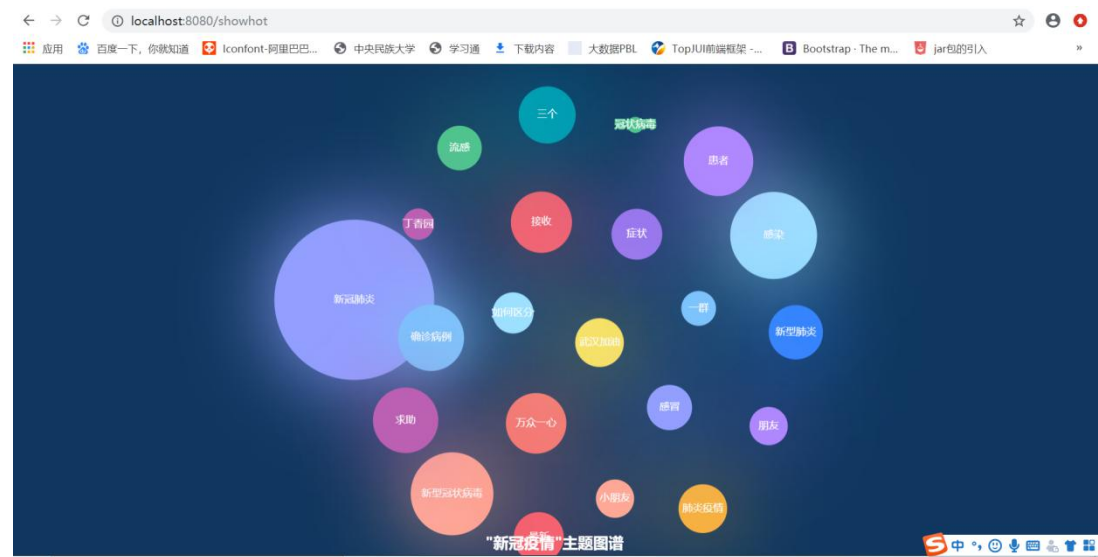 localhost:8080/showhot
应用 百度一下，你就知道 Iconfont-阿里巴巴... 中央民族大学 学习通 下载内容 大数据PBL TopJUI前端框架 -... Bootstrap · The m... jar包的引入 »
三个
冠状病毒
流感
患者
丁香园
接收
症状
感染
新冠肺炎
如何区分
一群
确诊病例
武汉加油
新型肺炎
求助
万众一心
感冒
朋友
新型冠状病毒
小朋友
肺炎疫情
"新冠疫情"主题图谱
中